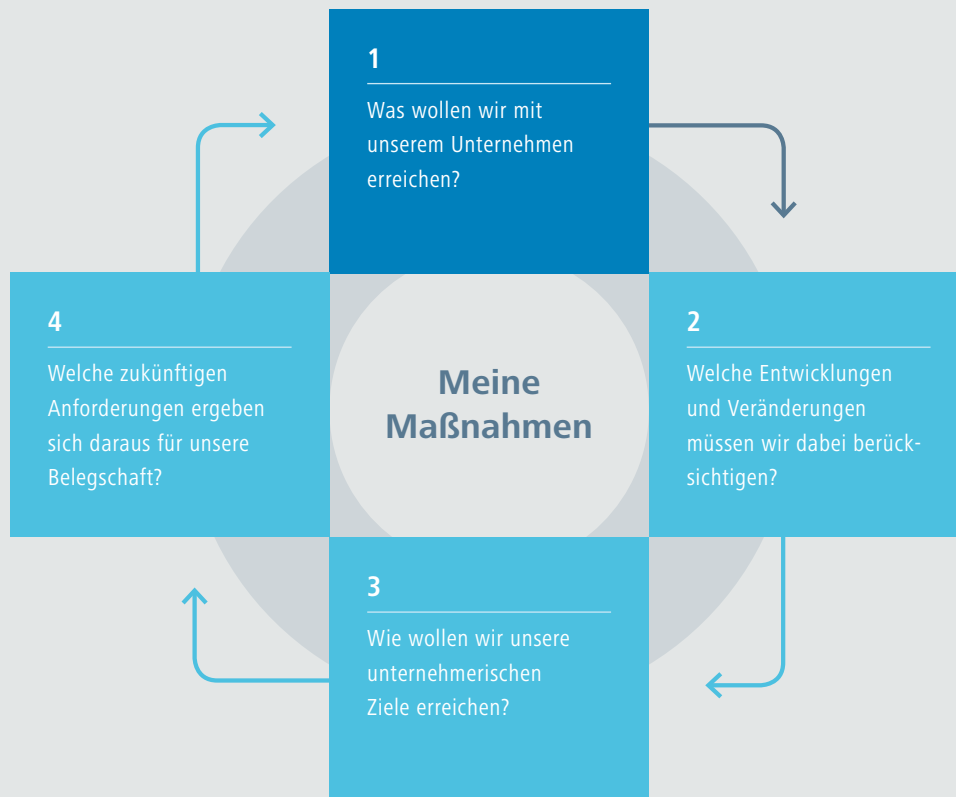 1
Was wollen wir mit
unserem Unternehmen
erreichen?
2
Welche Entwicklungen
und Veränderungen
müssen wir dabei berück-
sichtigen?
3
Wie wollen wir unsere
unternehmerischen
Ziele erreichen?
4
Welche zukünftigen
Anforderungen ergeben
sich daraus für unsere
Belegschaft?
Meine
Maßnahmen